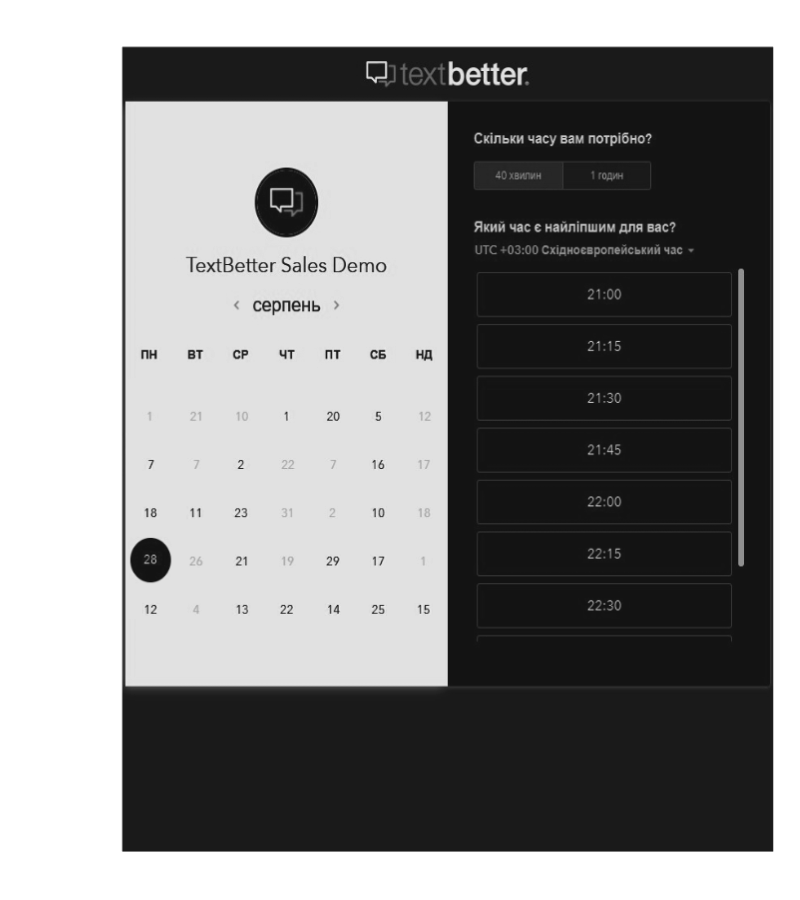 textbetter.
TextBetter Sales Demo
‹ серпень ›
ПН ВТ СР ЧТ ПТ СБ НД
1 21 10 1 20 5 12
7 7 2 22 7 16 17
18 11 23 31 2 10 18
28 26 21 19 29 17 1
12 4 13 22 14 25 15
Скільки часу вам потрібно?
40 хвилин 1 годин
Який час є найліпшим для вас?
UTC +03:00 Східноєвропейський час
21:00
21:15
21:30
21:45
22:00
22:15
22:30